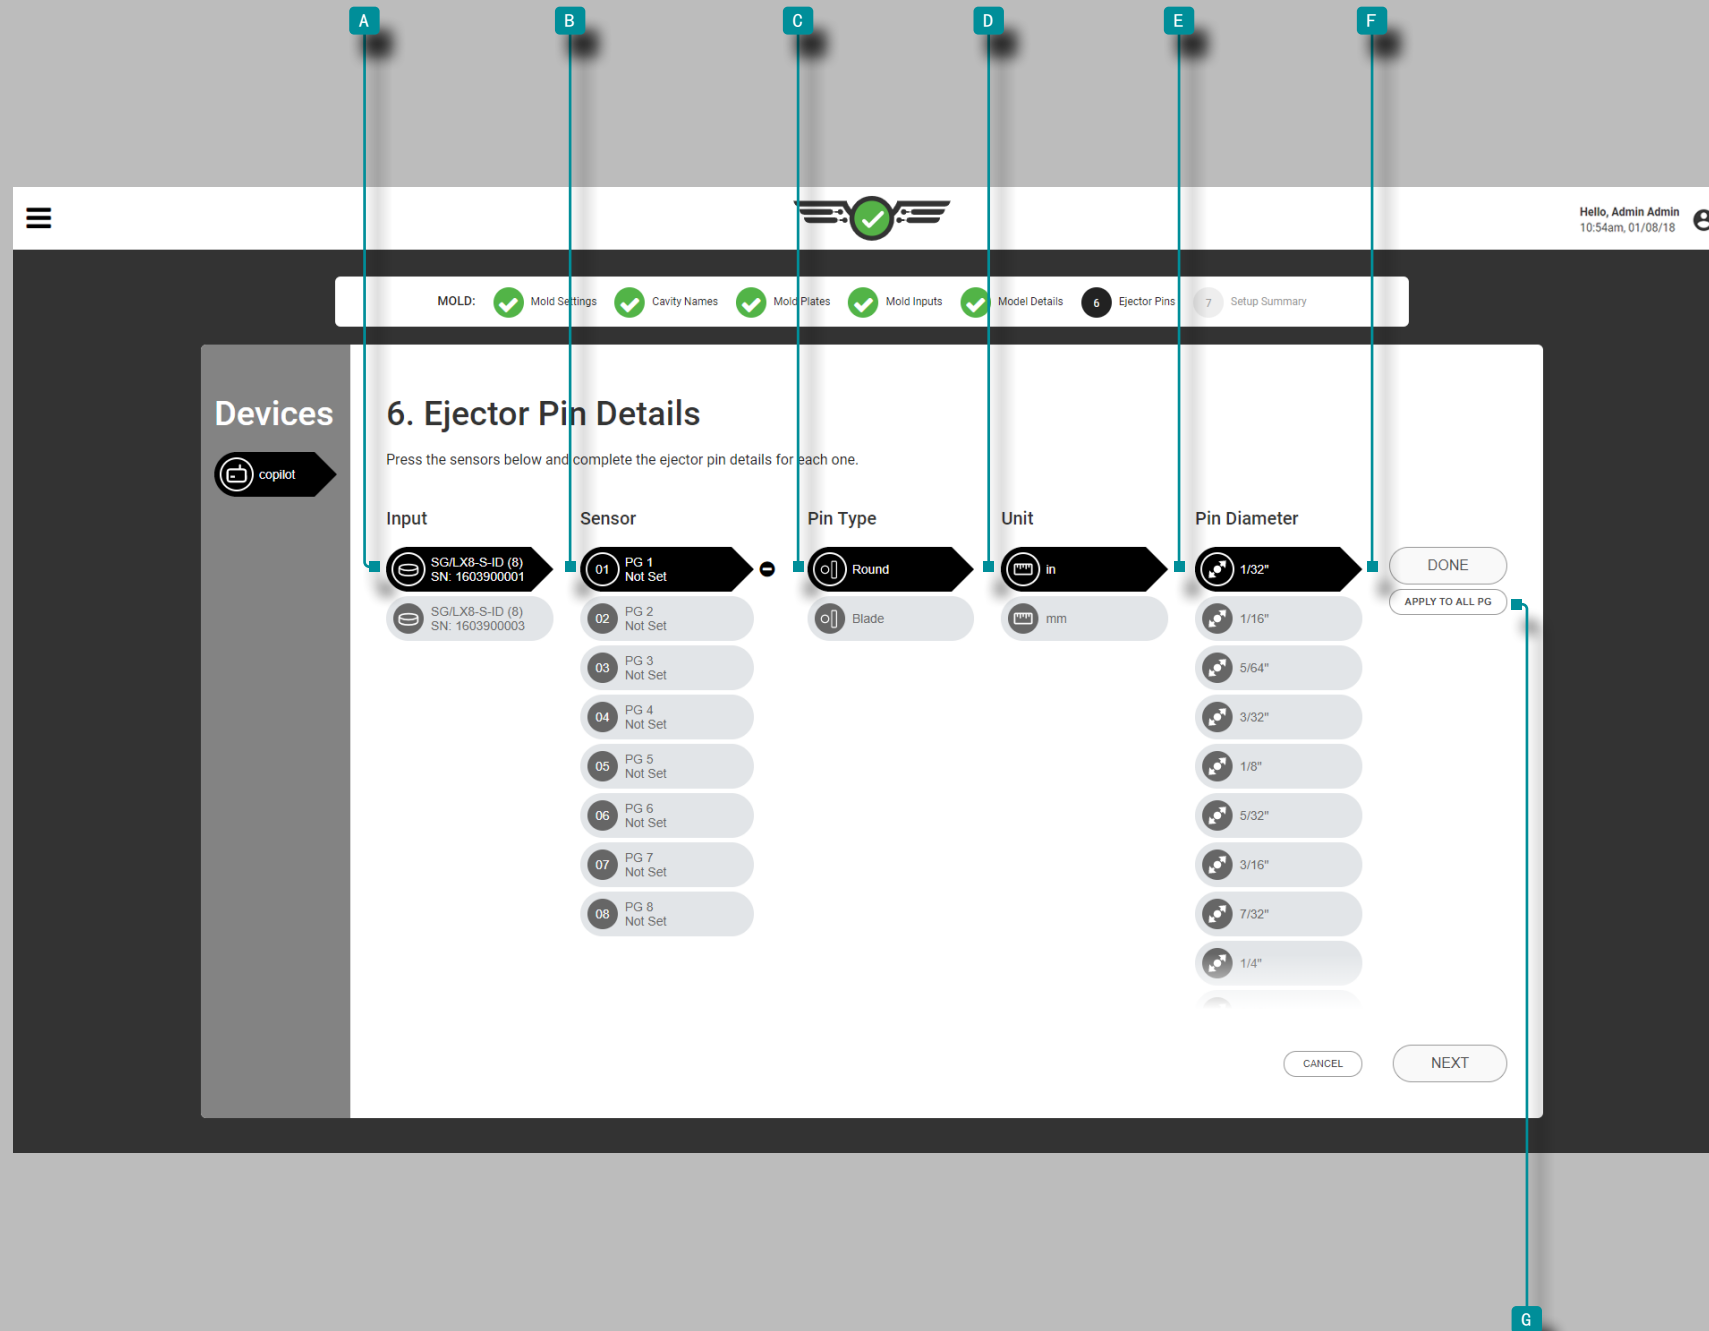 A B C D E F
Hello, Admin Admin
10:54am, 01/08/18
MOLD: Mold Settings Cavity Names Mold Plates Mold Inputs Model Details 6 Ejector Pins 7 Setup Summary
Devices
copilot
6. Ejector Pin Details
Press the sensors below and complete the ejector pin details for each one.
Input
SG/LX8-S-ID (8)
SN: 1603900001
SG/LX8-S-ID (8)
SN: 1603900003
Sensor
01 PG 1
Not Set
02 PG 2
Not Set
03 PG 3
Not Set
04 PG 4
Not Set
05 PG 5
Not Set
06 PG 6
Not Set
07 PG 7
Not Set
08 PG 8
Not Set
Pin Type
Round
Blade
Unit
in
mm
Pin Diameter
1/32"
1/16"
5/64"
3/32"
1/8"
5/32"
3/16"
7/32"
1/4"
DONE
APPLY TO ALL PG
CANCEL
NEXT
G